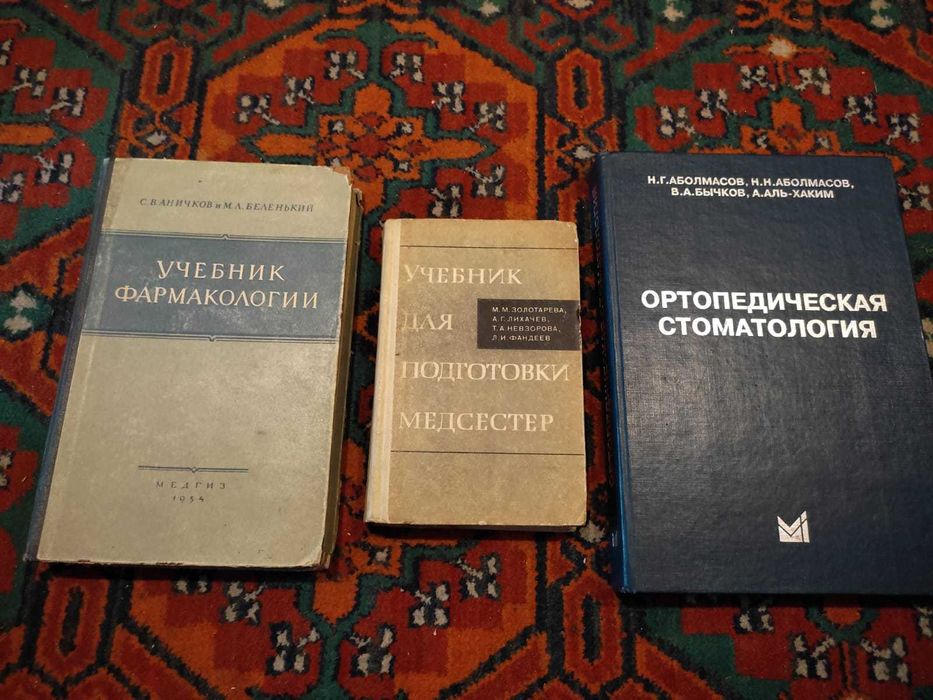 С.В.АНИЧКОВ и М.Л.БЕЛЕНЬКИЙ
УЧЕБНИК
ФАРМАКОЛОГИИ
МЕДГИЗ
1954
УЧЕБНИК
ДЛЯ
ПОДГОТОВКИ
МЕДСЕСТЕР
М.М.ЗОЛОТАРЕВА,
А.Г.ЛИХАЧЕВ,
Т.А.НЕВЗОРОВА,
Л.И.ФАНДЕЕВ
Н.Г.АБОЛМАСОВ, Н.Н.АБОЛМАСОВ,
В.А.БЫЧКОВ, А.АЛЬ-ХАКИМ
ОРТОПЕДИЧЕСКАЯ
СТОМАТОЛОГИЯ